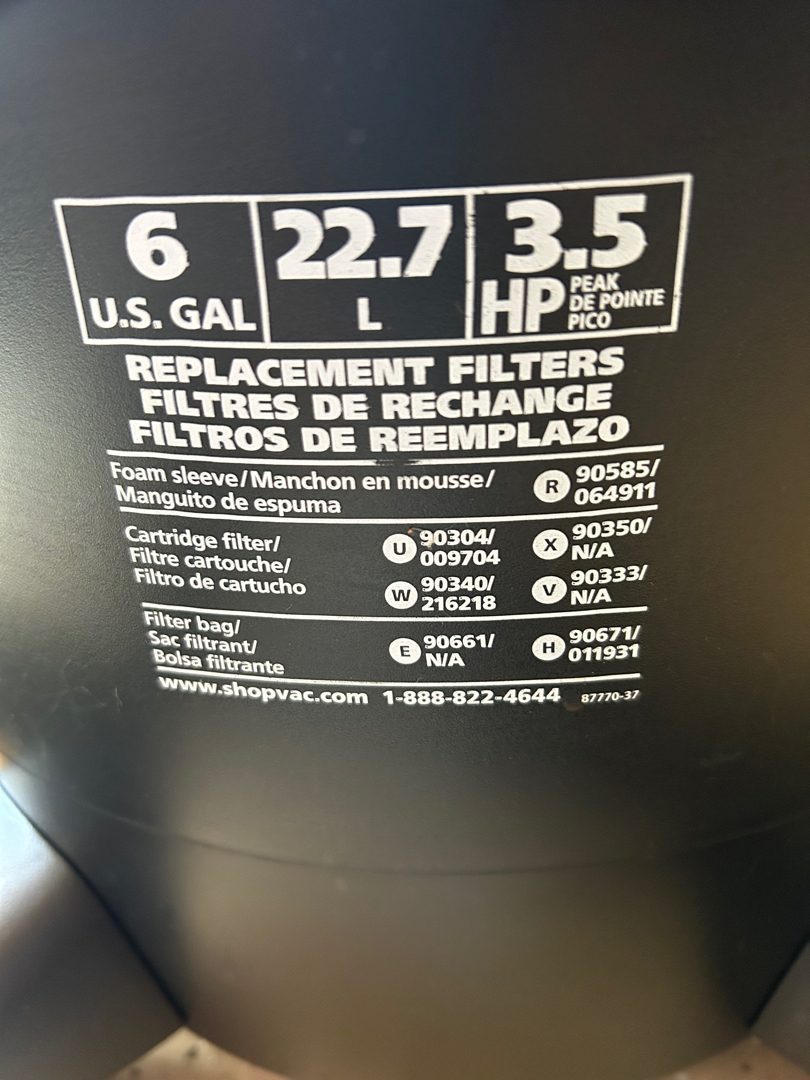 6 22.7 3.5
U.S. GAL L HP PEAK
DE POINTE
PICO
REPLACEMENT FILTERS
FILTRES DE RECHANGE
FILTROS DE REEMPLAZO
Foam sleeve/Manchon en mousse/ R 90585/
Manguito de espuma 064911
Cartridge filter/ U 90304/ X 90350/
Filtre cartouche/ 009704 N/A
Filtro de cartucho W 90340/ V 90333/
216218 N/A
Filter bag/ E 90661/ H 90671/
Sac filtrant/ N/A 011931
Bolsa filtrante
www.shopvac.com 1-888-822-4644 87770-37